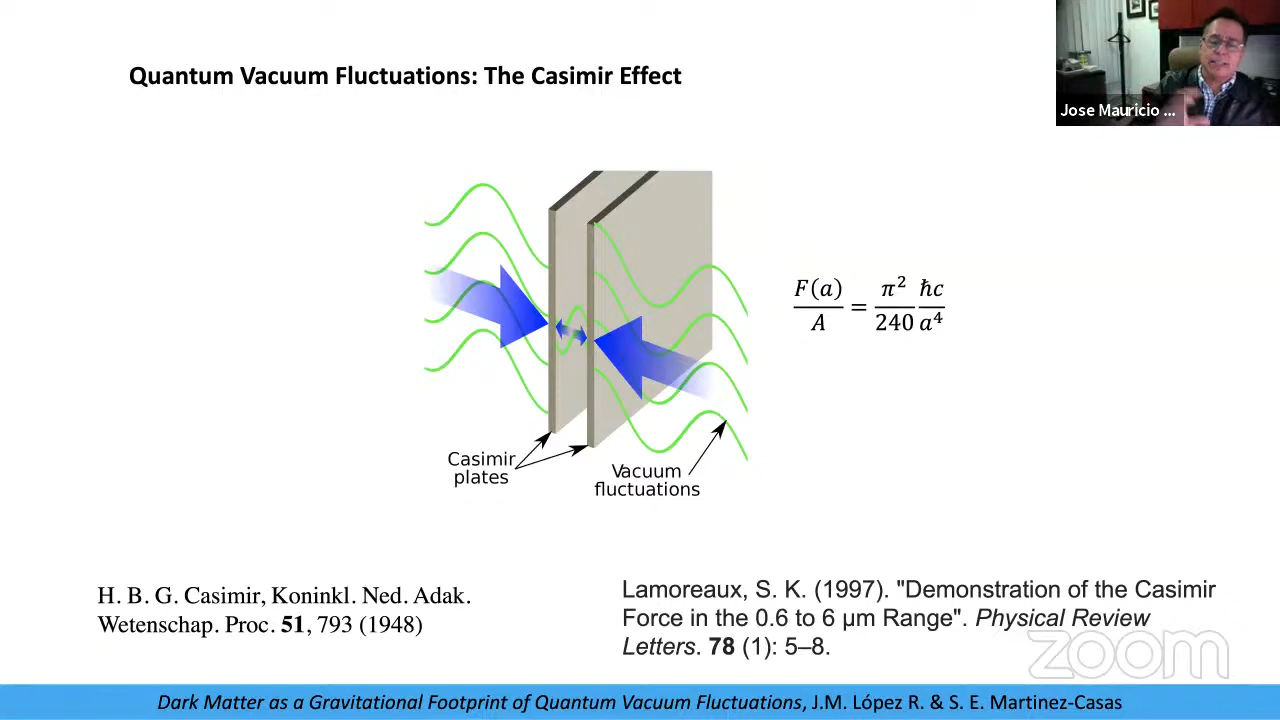 Quantum Vacuum Fluctuations: The Casimir Effect
Jose Mauricio ...
F(a)/A = π²/240 ħc/a⁴
Casimir
plates
Vacuum
fluctuations
H. B. G. Casimir, Koninkl. Ned. Adak.
Wetenschap. Proc. 51, 793 (1948)
Lamoreaux, S. K. (1997). "Demonstration of the Casimir
Force in the 0.6 to 6 μm Range". Physical Review
Letters. 78 (1): 5–8.
zoom
Dark Matter as a Gravitational Footprint of Quantum Vacuum Fluctuations, J.M. López R. & S. E. Martinez-Casas